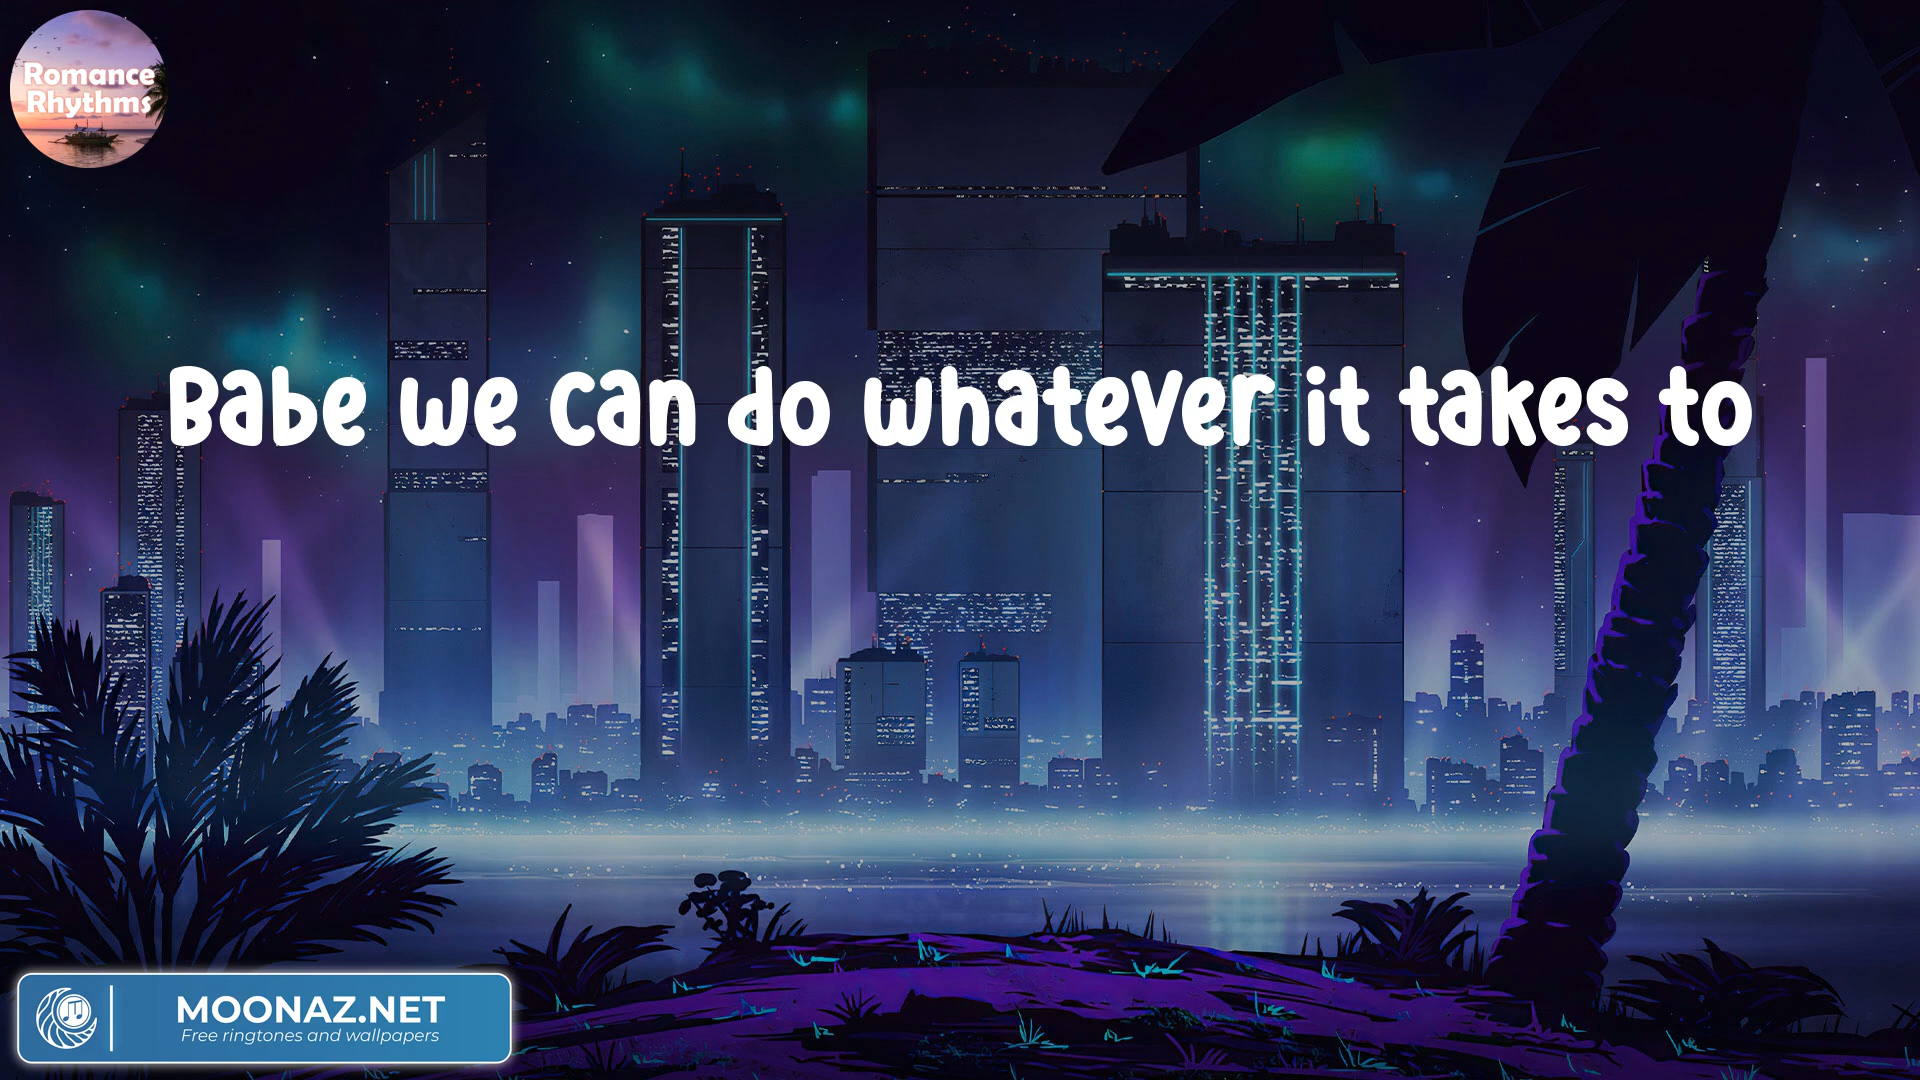 Romance
Rhythms
Babe we can do whatever it takes to
MOONAZ.NET
Free ringtones and wallpapers